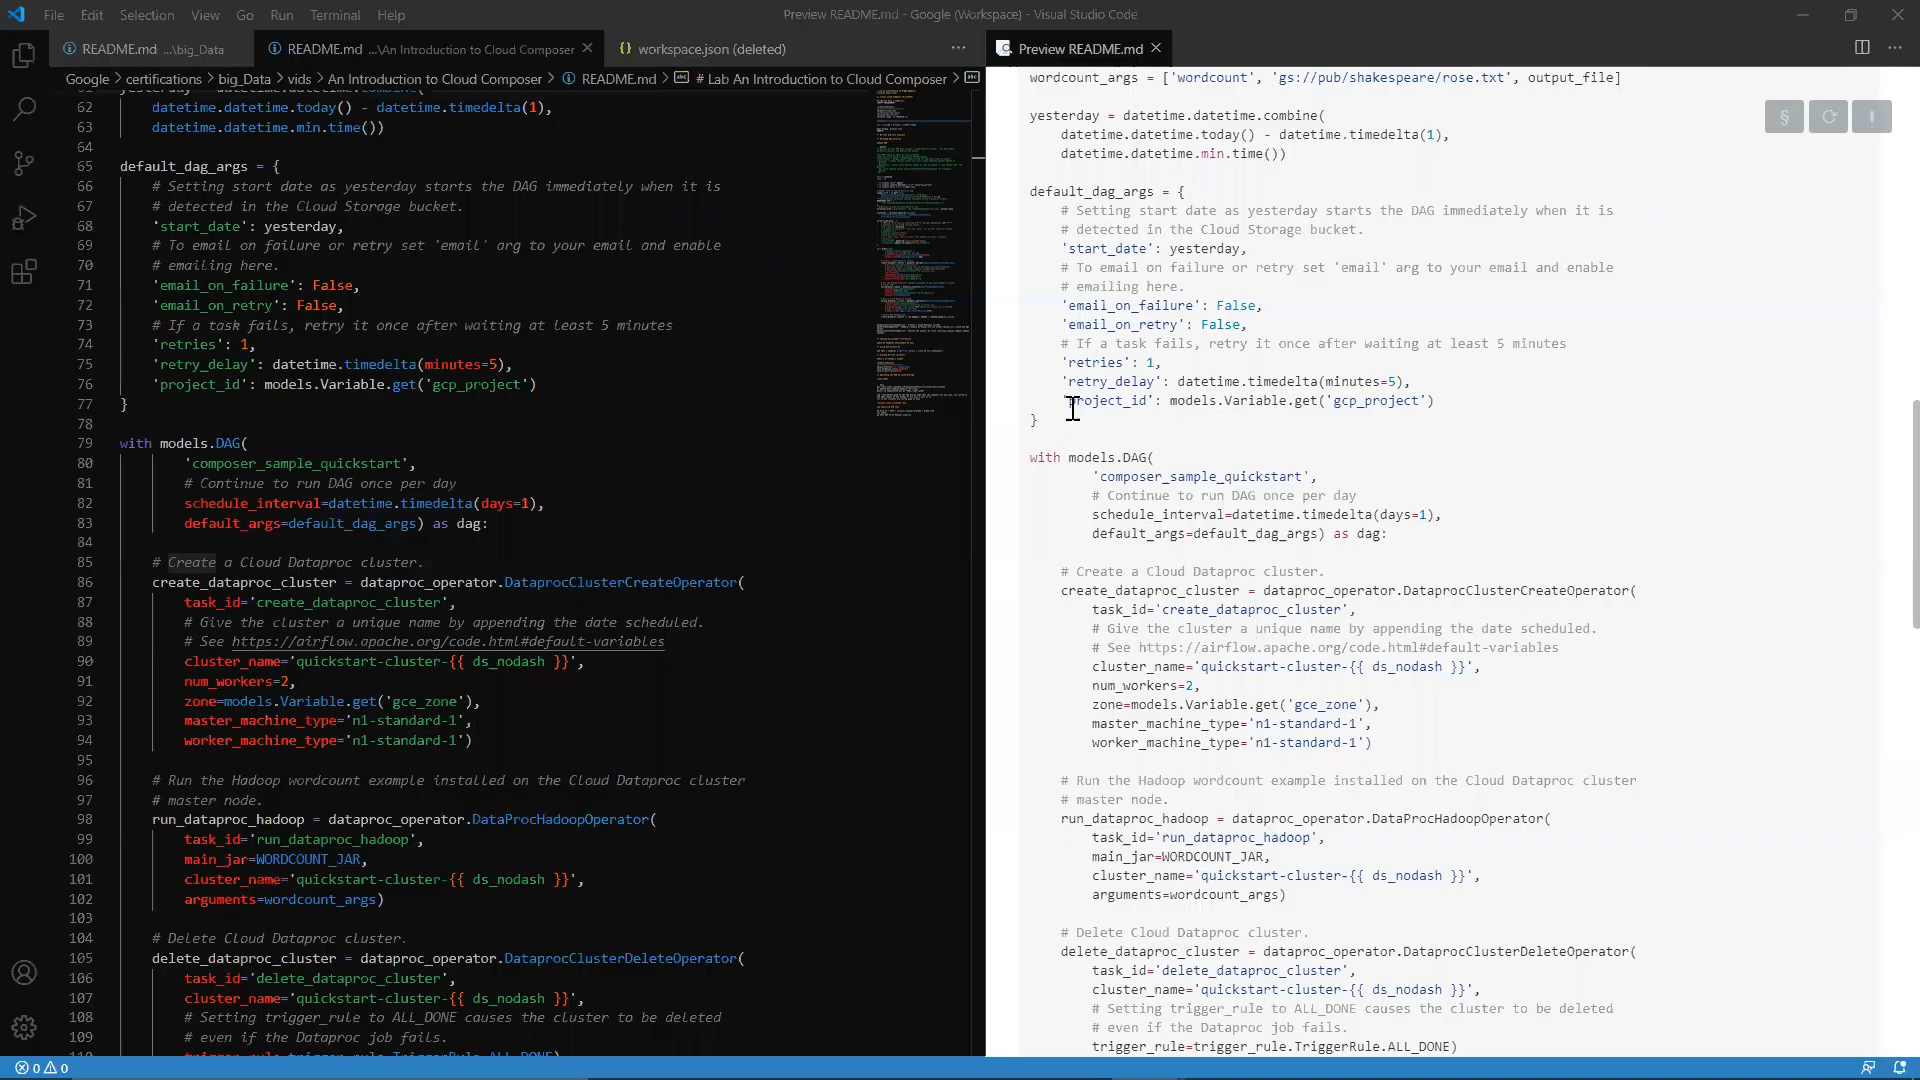 File Edit Selection View Go Run Terminal Help
Preview README.md - Google (Workspace) - Visual Studio Code
README.md ...\big_Data
README.md ...\An Introduction to Cloud Composer
workspace.json (deleted)
Preview README.md
Google > certifications > big_Data > vids > An Introduction to Cloud Composer > README.md > # Lab An Introduction to Cloud Composer >
62 datetime.datetime.today() - datetime.timedelta(1),
63 datetime.datetime.min.time())
64
65 default_dag_args = {
66 # Setting start date as yesterday starts the DAG immediately when it is
67 # detected in the Cloud Storage bucket.
68 'start_date': yesterday,
69 # To email on failure or retry set 'email' arg to your email and enable
70 # emailing here.
71 'email_on_failure': False,
72 'email_on_retry': False,
73 # If a task fails, retry it once after waiting at least 5 minutes
74 'retries': 1,
75 'retry_delay': datetime.timedelta(minutes=5),
76 'project_id': models.Variable.get('gcp_project')
77 }
78
79 with models.DAG(
80 'composer_sample_quickstart',
81 # Continue to run DAG once per day
82 schedule_interval=datetime.timedelta(days=1),
83 default_args=default_dag_args) as dag:
84
85 # Create a Cloud Dataproc cluster.
86 create_dataproc_cluster = dataproc_operator.DataprocClusterCreateOperator(
87 task_id='create_dataproc_cluster',
88 # Give the cluster a unique name by appending the date scheduled.
89 # See https://airflow.apache.org/code.html#default-variables
90 cluster_name='quickstart-cluster-{{ ds_nodash }}',
91 num_workers=2,
92 zone=models.Variable.get('gce_zone'),
93 master_machine_type='n1-standard-1',
94 worker_machine_type='n1-standard-1')
95
96 # Run the Hadoop wordcount example installed on the Cloud Dataproc cluster
97 # master node.
98 run_dataproc_hadoop = dataproc_operator.DataProcHadoopOperator(
99 task_id='run_dataproc_hadoop',
100 main_jar=WORDCOUNT_JAR,
101 cluster_name='quickstart-cluster-{{ ds_nodash }}',
102 arguments=wordcount_args)
103
104 # Delete Cloud Dataproc cluster.
105 delete_dataproc_cluster = dataproc_operator.DataprocClusterDeleteOperator(
106 task_id='delete_dataproc_cluster',
107 cluster_name='quickstart-cluster-{{ ds_nodash }}',
108 # Setting trigger_rule to ALL_DONE causes the cluster to be deleted
109 # even if the Dataproc job fails.
wordcount_args = ['wordcount', 'gs://pub/shakespeare/rose.txt', output_file]
yesterday = datetime.datetime.combine(
datetime.datetime.today() - datetime.timedelta(1),
datetime.datetime.min.time())
default_dag_args = {
# Setting start date as yesterday starts the DAG immediately when it is
# detected in the Cloud Storage bucket.
'start_date': yesterday,
# To email on failure or retry set 'email' arg to your email and enable
# emailing here.
'email_on_failure': False,
'email_on_retry': False,
# If a task fails, retry it once after waiting at least 5 minutes
'retries': 1,
'retry_delay': datetime.timedelta(minutes=5),
'project_id': models.Variable.get('gcp_project')
}
with models.DAG(
'composer_sample_quickstart',
# Continue to run DAG once per day
schedule_interval=datetime.timedelta(days=1),
default_args=default_dag_args) as dag:
# Create a Cloud Dataproc cluster.
create_dataproc_cluster = dataproc_operator.DataprocClusterCreateOperator(
task_id='create_dataproc_cluster',
# Give the cluster a unique name by appending the date scheduled.
# See https://airflow.apache.org/code.html#default-variables
cluster_name='quickstart-cluster-{{ ds_nodash }}',
num_workers=2,
zone=models.Variable.get('gce_zone'),
master_machine_type='n1-standard-1',
worker_machine_type='n1-standard-1')
# Run the Hadoop wordcount example installed on the Cloud Dataproc cluster
# master node.
run_dataproc_hadoop = dataproc_operator.DataProcHadoopOperator(
task_id='run_dataproc_hadoop',
main_jar=WORDCOUNT_JAR,
cluster_name='quickstart-cluster-{{ ds_nodash }}',
arguments=wordcount_args)
# Delete Cloud Dataproc cluster.
delete_dataproc_cluster = dataproc_operator.DataprocClusterDeleteOperator(
task_id='delete_dataproc_cluster',
cluster_name='quickstart-cluster-{{ ds_nodash }}',
# Setting trigger_rule to ALL_DONE causes the cluster to be deleted
# even if the Dataproc job fails.
trigger_rule=trigger_rule.TriggerRule.ALL_DONE)
0 0